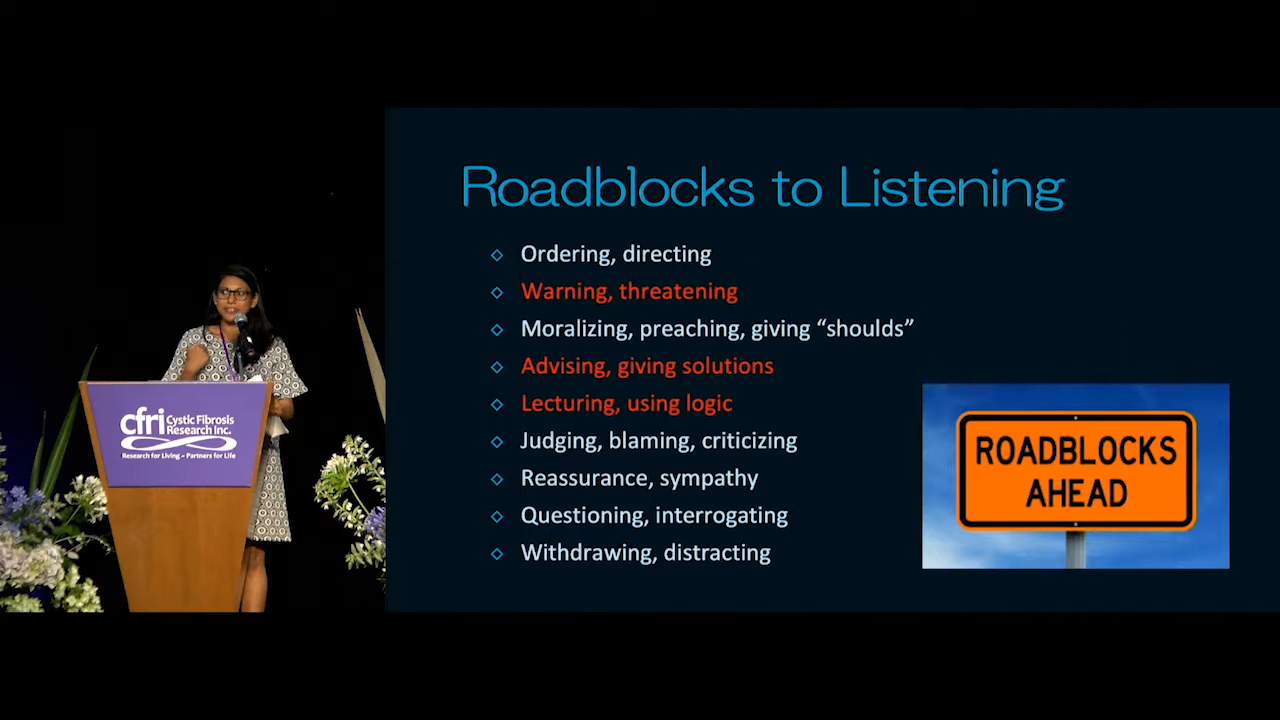 Roadblocks to Listening
Ordering, directing
Warning, threatening
Moralizing, preaching, giving “shoulds”
Advising, giving solutions
Lecturing, using logic
Judging, blaming, criticizing
Reassurance, sympathy
Questioning, interrogating
Withdrawing, distracting
ROADBLOCKS
AHEAD
cfri Cystic Fibrosis
Research Inc.
Research for Living – Partners for Life